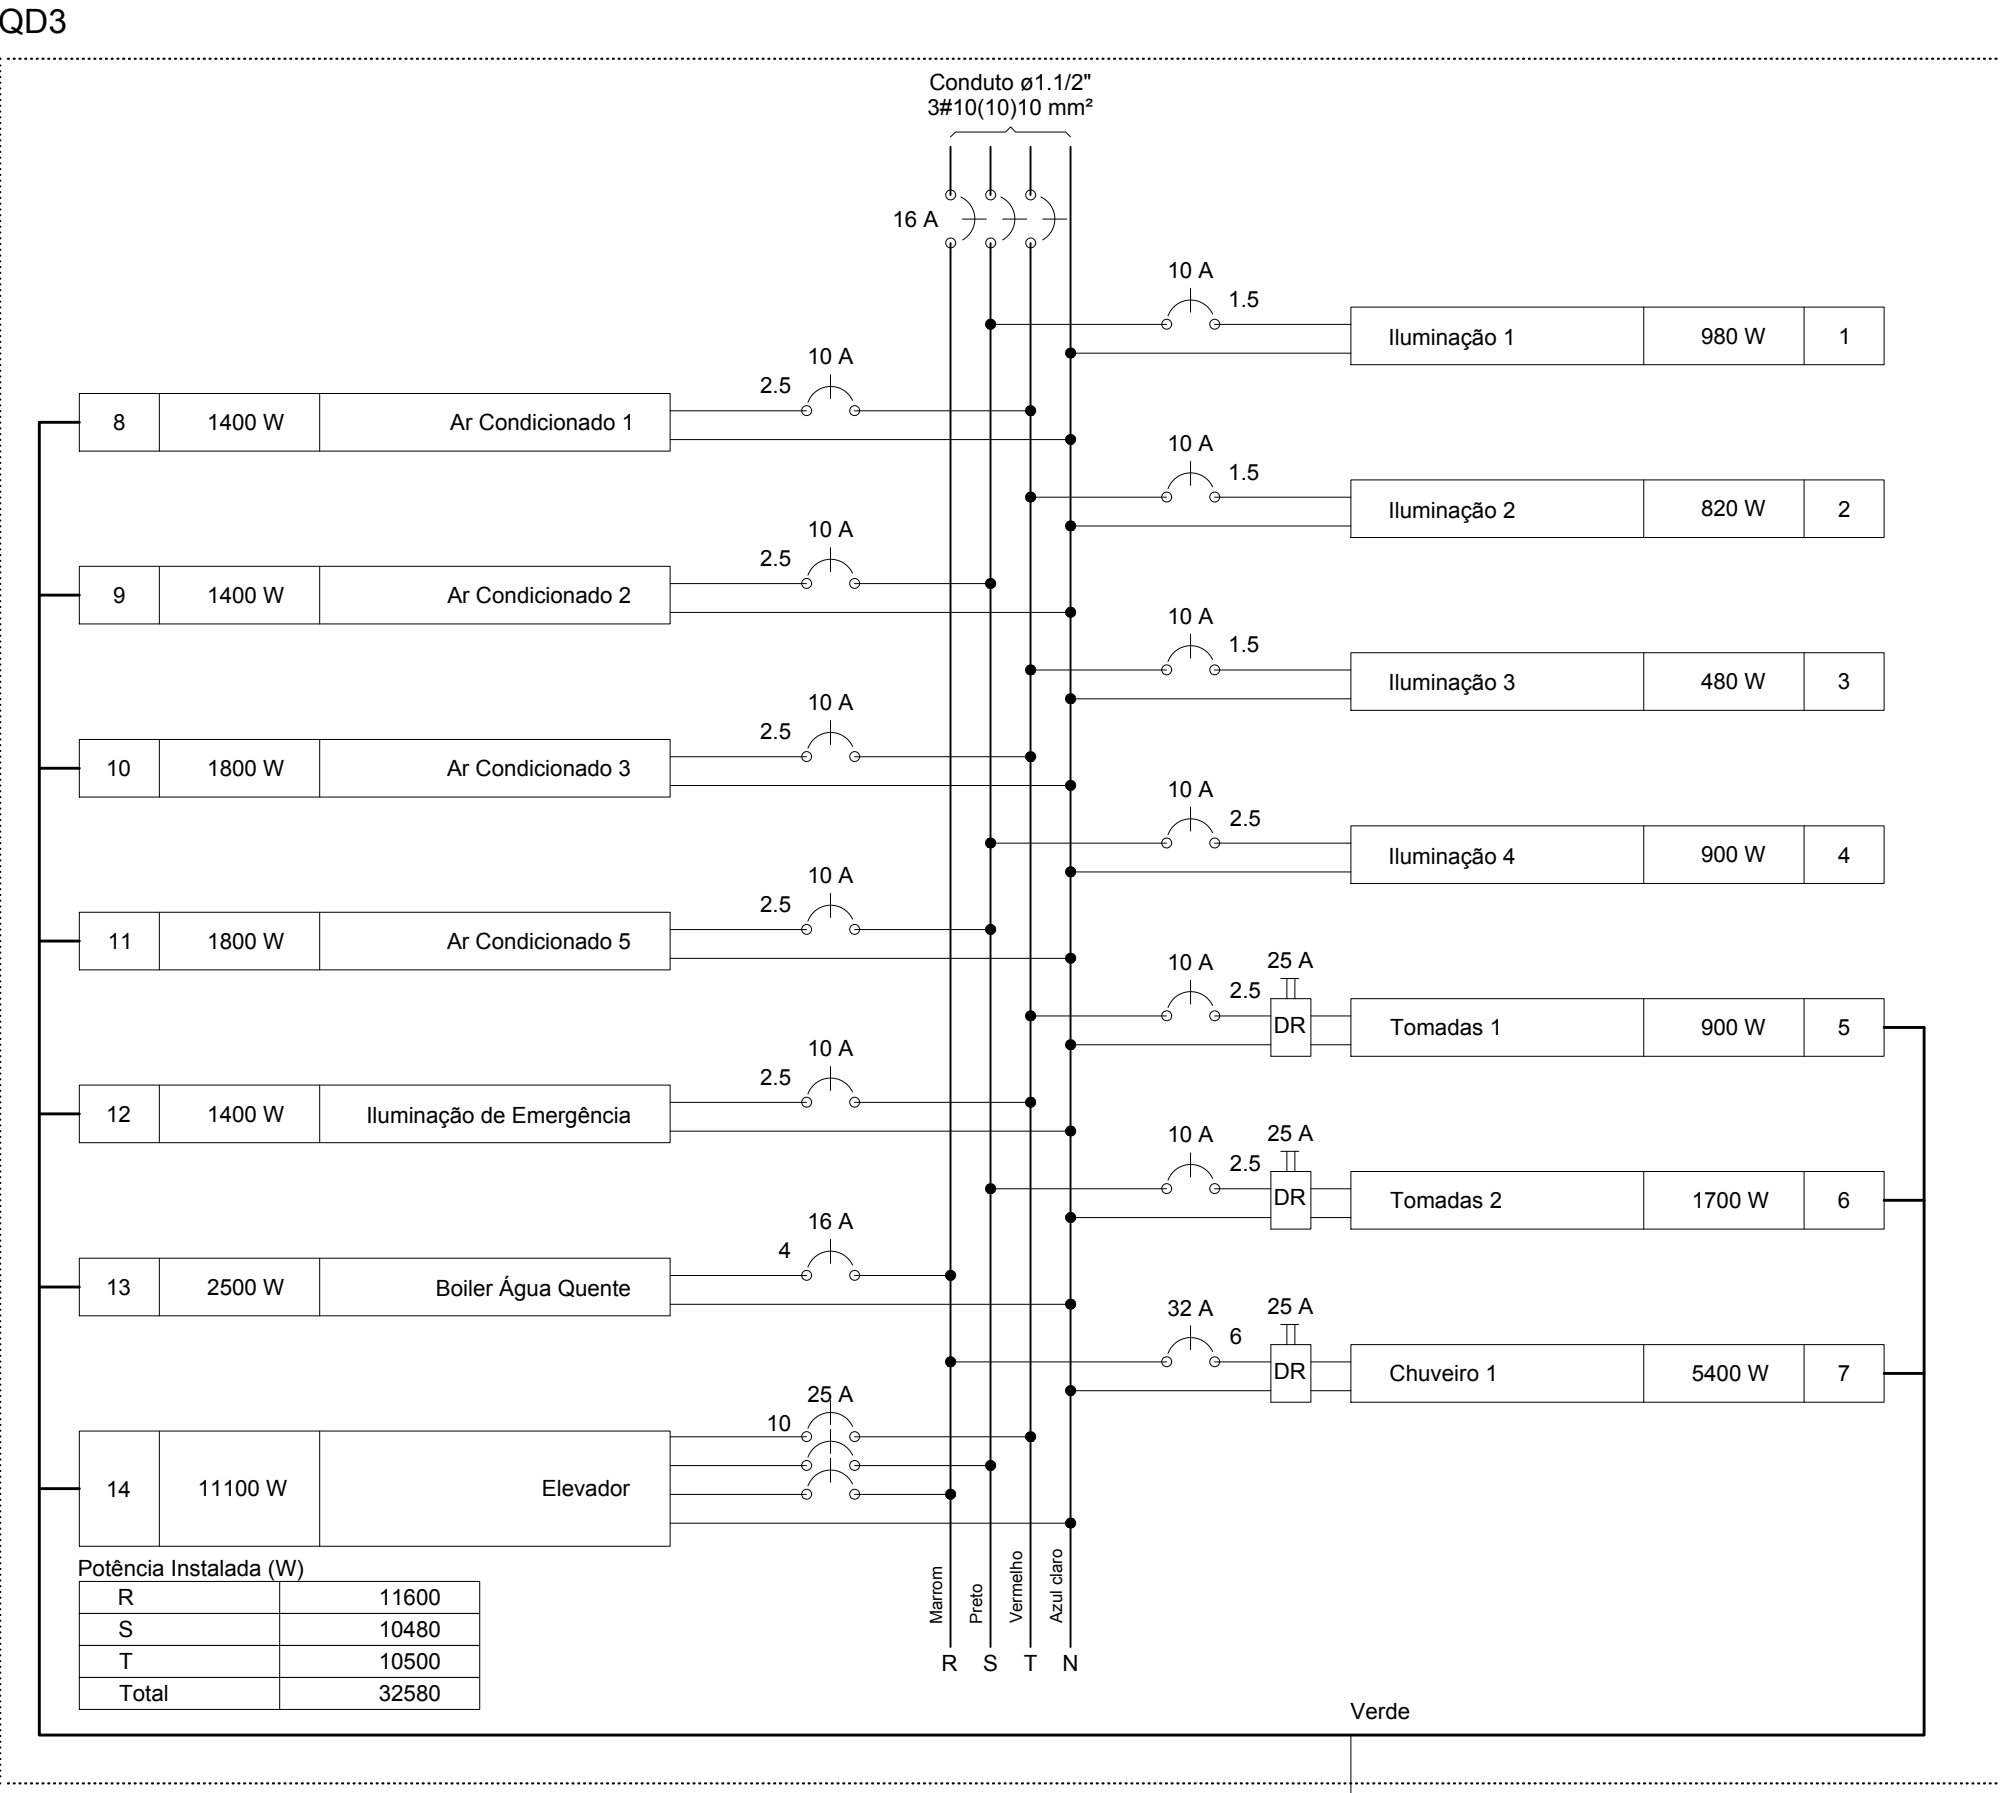 QD3
Conduto ø1.1/2"
3#10(10)10 mm²
16 A
10 A
1.5
Iluminação 1 980 W 1
10 A
2.5
8 1400 W Ar Condicionado 1
10 A
1.5
Iluminação 2 820 W 2
10 A
2.5
9 1400 W Ar Condicionado 2
10 A
1.5
Iluminação 3 480 W 3
10 A
2.5
10 1800 W Ar Condicionado 3
10 A
2.5
Iluminação 4 900 W 4
10 A
2.5
11 1800 W Ar Condicionado 5
10 A 25 A
2.5
DR
Tomadas 1 900 W 5
10 A
2.5
12 1400 W Iluminação de Emergência
10 A 25 A
2.5
DR
Tomadas 2 1700 W 6
16 A
4
13 2500 W Boiler Água Quente
32 A 25 A
6
DR
Chuveiro 1 5400 W 7
25 A
10
14 11100 W Elevador
Potência Instalada (W)
R 11600
S 10480
T 10500
Total 32580
Marrom
Preto
Vermelho
Azul claro
R S T N
Verde